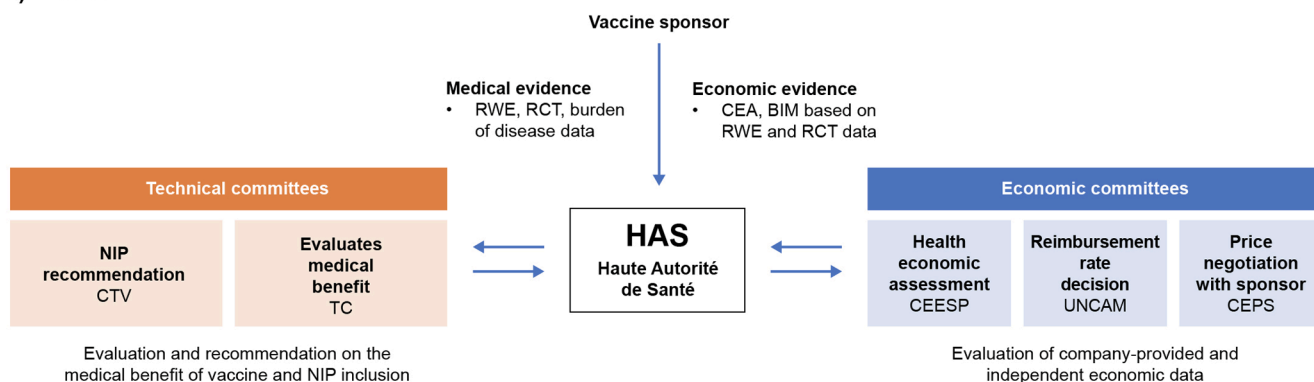 Vaccine sponsor
Medical evidence
• RWE, RCT, burden
of disease data
Economic evidence
• CEA, BIM based on
RWE and RCT data
Technical committees
NIP
recommendation
CTV
Evaluates
medical
benefit
TC
Evaluation and recommendation on the
medical benefit of vaccine and NIP inclusion
HAS
Haute Autorité
de Santé
Economic committees
Health
economic
assessment
CEESP
Reimbursement
rate
decision
UNCAM
Price
negotiation
with sponsor
CEPS
Evaluation of company-provided and
independent economic data